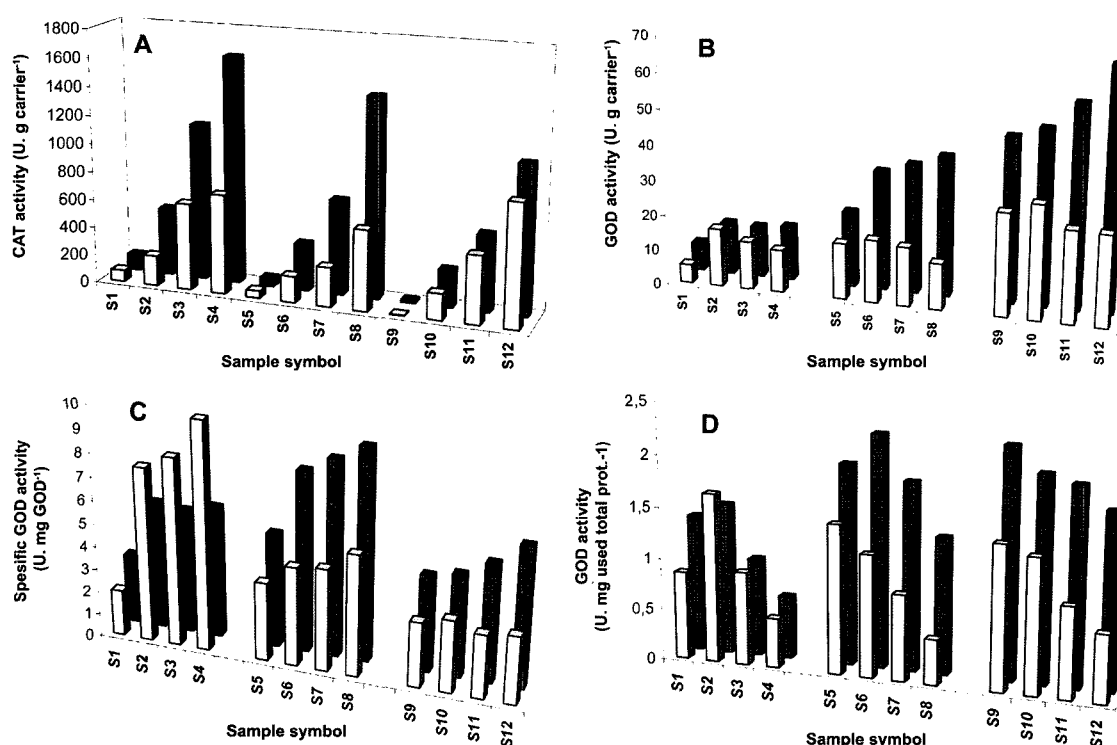 A
CAT activity (U. g carrier⁻¹)
1800
1600
1400
1200
1000
800
600
400
200
0
S1
S2
S3
S4
S5
S6
S7
S8
S9
S10
S11
S12
Sample symbol
B
GOD activity (U. g carrier⁻¹)
70
60
50
40
30
20
10
0
S1
S2
S3
S4
S5
S6
S7
S8
S9
S10
S11
S12
Sample symbol
C
Spesific GOD activity
(U. mg GOD⁻¹)
10
9
8
7
6
5
4
3
2
1
0
S1
S2
S3
S4
S5
S6
S7
S8
S9
S10
S11
S12
Sample symbol
D
GOD activity
(U. mg used total prot.-1)
2,5
2
1,5
1
0,5
0
S1
S2
S3
S4
S5
S6
S7
S8
S9
S10
S11
S12
Sample symbol